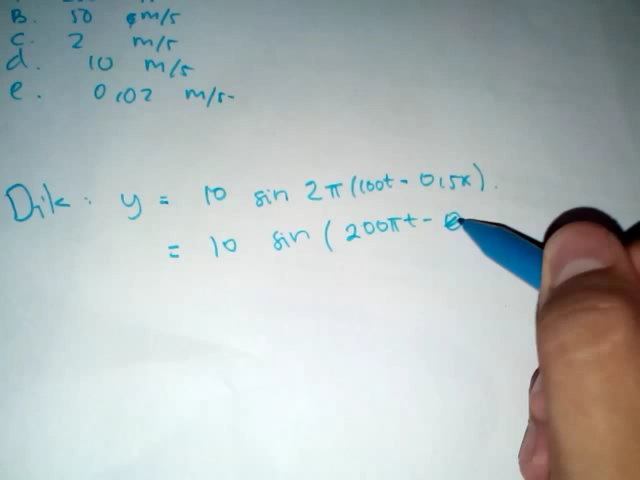 B. 50 m/s
c. 2 m/s
d. 10 m/s
e. 0,02 m/s
Dik : y = 10 sin 2π (100t - 0,5x).
= 10 sin ( 200πt -